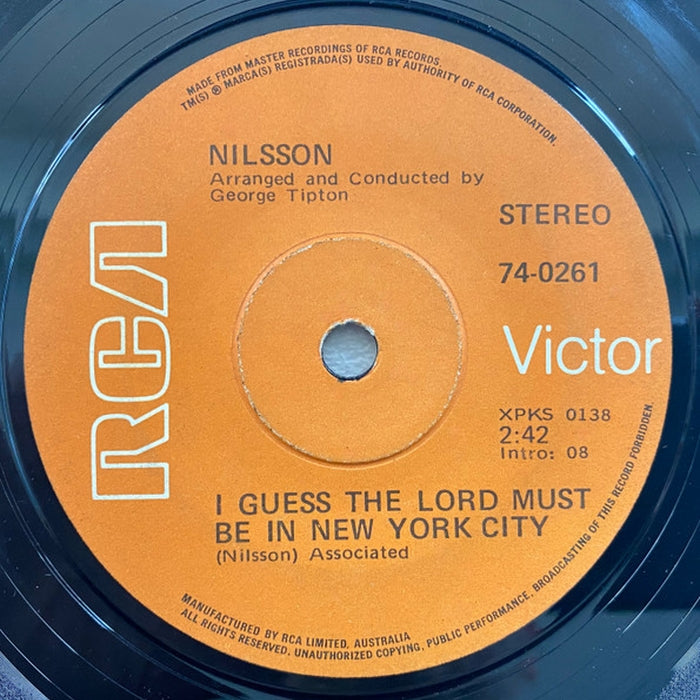 MADE FROM MASTER RECORDINGS OF RCA RECORDS.
TM(S) ® MARCA(S) REGISTRADA(S) USED BY AUTHORITY OF RCA CORPORATION.
NILSSON
Arranged and Conducted by
George Tipton
STEREO
74-0261
RCA
Victor
XPKS 0138
2:42
Intro: 08
I GUESS THE LORD MUST
BE IN NEW YORK CITY
(Nilsson) Associated
MANUFACTURED BY RCA LIMITED, AUSTRALIA
ALL RIGHTS RESERVED. UNAUTHORIZED COPYING, PUBLIC PERFORMANCE, BROADCASTING OF THIS RECORD FORBIDDEN.